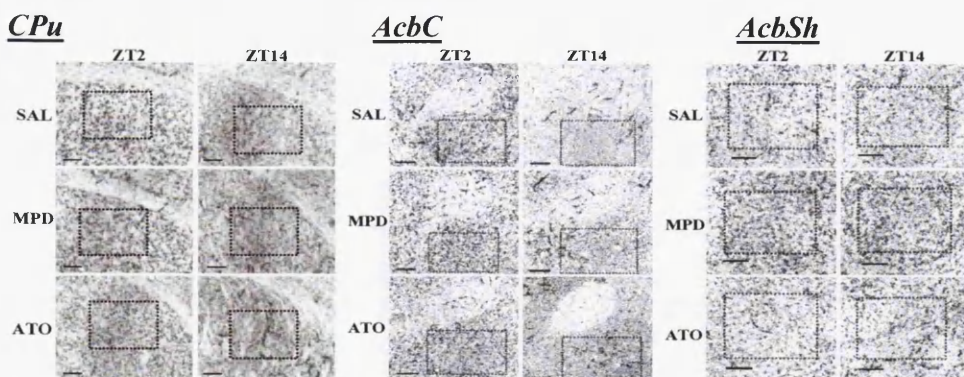 CPu AcbC AcbSh
ZT2 ZT14 ZT2 ZT14 ZT2 ZT14
SAL SAL SAL
MPD MPD MPD
ATO ATO ATO